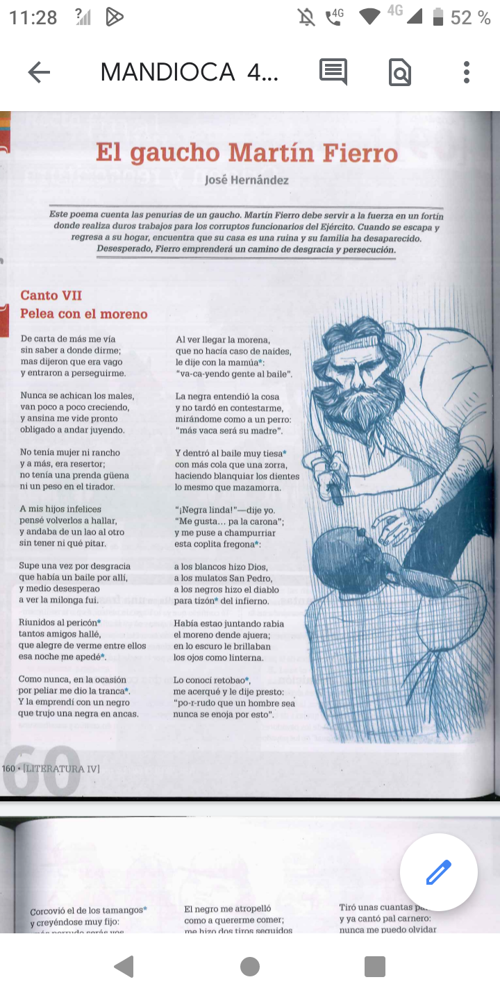 11:28
?
4G
4G
52 %
MANDIOCA 4...
El gaucho Martín Fierro
José Hernández
Este poema cuenta las penurias de un gaucho. Martín Fierro debe servir a la fuerza en un fortín
donde realiza duros trabajos para los corruptos funcionarios del Ejército. Cuando se escapa y
regresa a su hogar, encuentra que su casa es una ruina y su familia ha desaparecido.
Desesperado, Fierro emprenderá un camino de desgracia y persecución.
Canto VII
Pelea con el moreno
De carta de más me vía
sin saber a donde dirme;
mas dijeron que era vago
y entraron a perseguirme.
Nunca se achican los males,
van poco a poco creciendo,
y ansina me vide pronto
obligado a andar juyendo.
No tenía mujer ni rancho
y a más, era resertor;
no tenía una prenda güena
ni un peso en el tirador.
A mis hijos infelices
pensé volverlos a hallar,
y andaba de un lao al otro
sin tener ni qué pitar.
Supe una vez por desgracia
que había un baile por allí,
y medio desesperao
a ver la milonga fui.
Riunidos al pericón*
tantos amigos hallé,
que alegre de verme entre ellos
esa noche me apedé*.
Como nunca, en la ocasión
por peliar me dio la tranca*.
Y la emprendí con un negro
que trujo una negra en ancas.
Al ver llegar la morena,
que no hacía caso de naides,
le dije con la mamúa*:
"va-ca-yendo gente al baile".
La negra entendió la cosa
y no tardó en contestarme,
mirándome como a un perro:
"más vaca será su madre".
Y dentró al baile muy tiesa*
con más cola que una zorra,
haciendo blanquiar los dientes
lo mesmo que mazamorra.
"¡Negra linda!"—dije yo.
"Me gusta... pa la carona";
y me puse a champurriar
esta coplita fregona*:
a los blancos hizo Dios,
a los mulatos San Pedro,
a los negros hizo el diablo
para tizón* del infierno.
Había estao juntando rabia
el moreno dende ajuera;
en lo escuro le brillaban
los ojos como linterna.
Lo conocí retobao*,
me acerqué y le dije presto:
"po-r-rudo que un hombre sea
nunca se enoja por esto".
60
160 • [LITERATURA IV]
Corcovió el de los tamangos*
y creyéndose muy fijo:
El negro me atropelló
como a quererme comer;
me hizo dos tiros seguidos
Tiró unas cuantas
y ya cantó pal carnero:
nunca me puedo olvidar